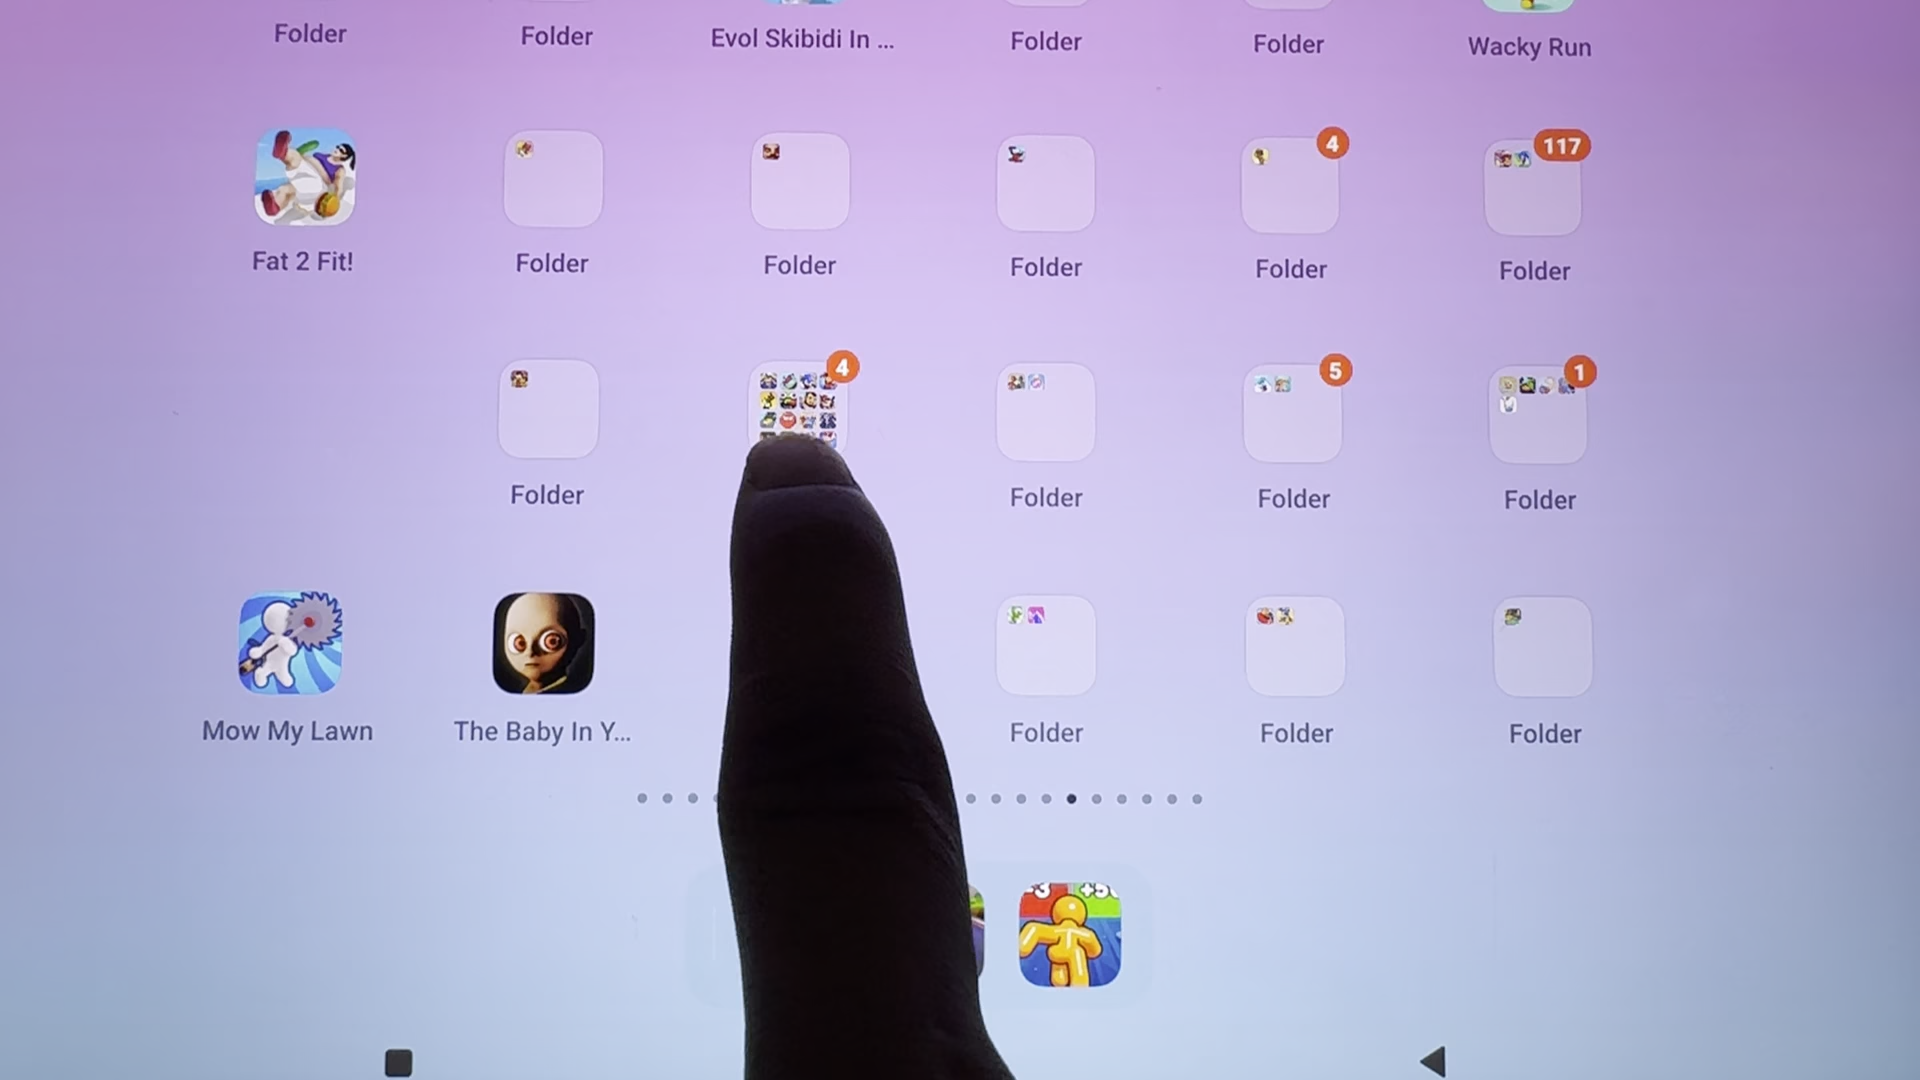 Folder
Folder
Evol Skibidi In ...
Folder
Folder
Wacky Run
4
117
Fat 2 Fit!
Folder
Folder
Folder
Folder
Folder
4
5
1
Folder
Folder
Folder
Folder
Mow My Lawn
The Baby In Y...
Folder
Folder
Folder